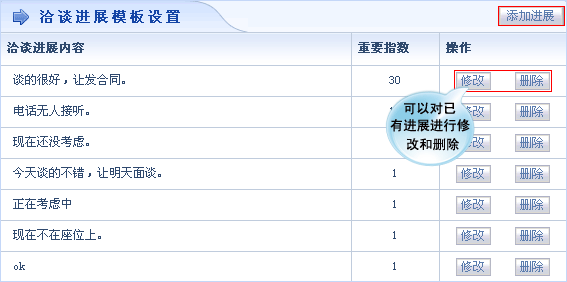 洽谈进展模板设置 添加进展
洽谈进展内容 重要指数 操作
谈的很好，让发合同。 30 修改 删除
电话无人接听。 删除
现在还没考虑。 删除
可以对已
有进展进行修
改和删除
今天谈的不错，让明天面谈。 1 修改 删除
正在考虑中 1 修改 删除
现在不在座位上。 1 修改 删除
ok 1 修改 删除